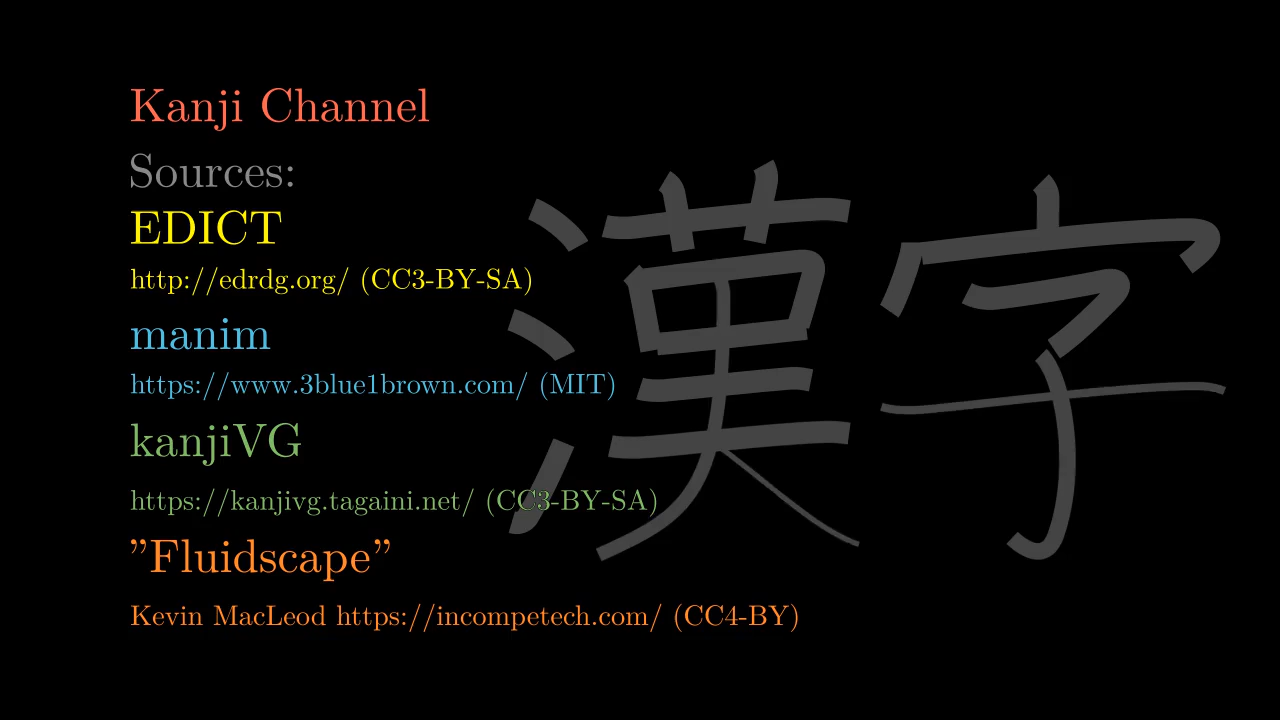 Kanji Channel
Sources:
EDICT
http://edrdg.org/ (CC3-BY-SA)
manim
https://www.3blue1brown.com/ (MIT)
kanjiVG
https://kanjivg.tagaini.net/ (CC3-BY-SA)
”Fluidscape”
Kevin MacLeod https://incompetech.com/ (CC4-BY)
漢字